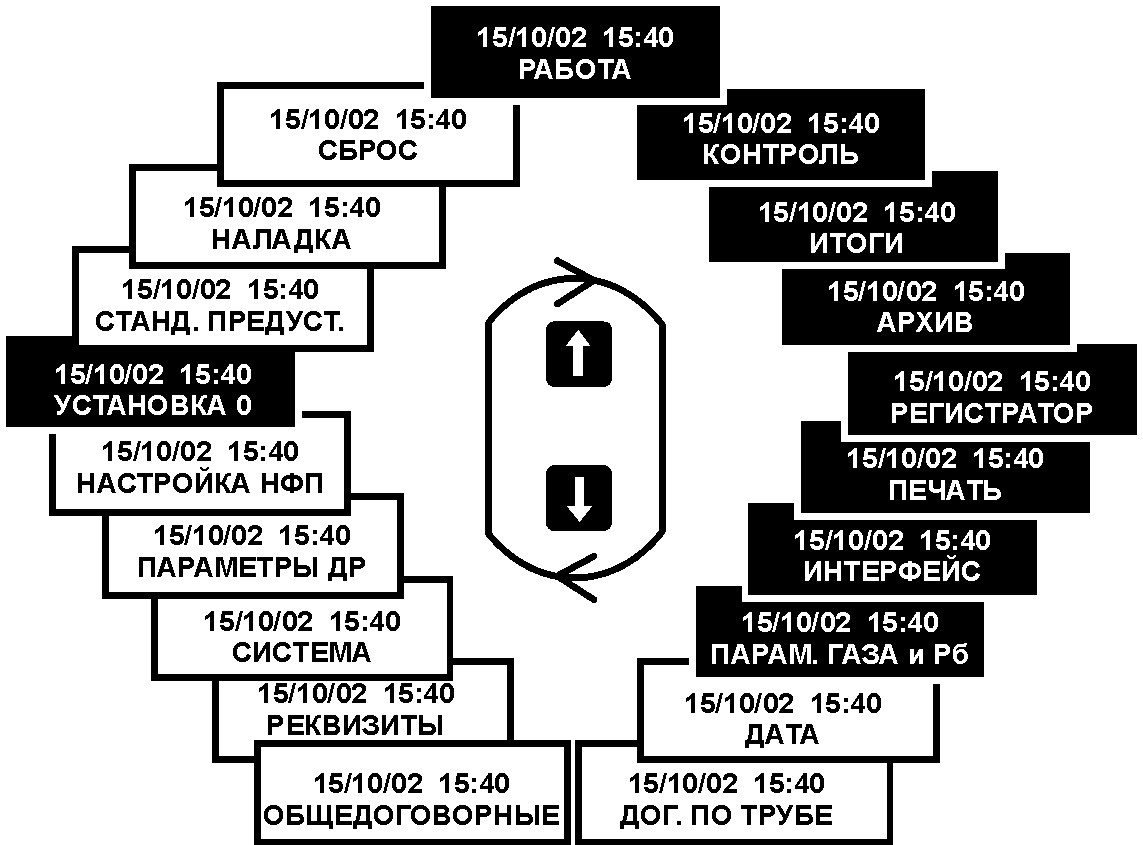 15/10/02 15:40
РАБОТА
15/10/02 15:40
КОНТРОЛЬ
15/10/02 15:40
ИТОГИ
15/10/02 15:40
АРХИВ
15/10/02 15:40
РЕГИСТРАТОР
15/10/02 15:40
ПЕЧАТЬ
15/10/02 15:40
ИНТЕРФЕЙС
15/10/02 15:40
ПАРАМ. ГАЗА и Рб
15/10/02 15:40
ДАТА
15/10/02 15:40
ДОГ. ПО ТРУБЕ
15/10/02 15:40
ОБЩЕДОГОВОРНЫЕ
15/10/02 15:40
РЕКВИЗИТЫ
15/10/02 15:40
СИСТЕМА
15/10/02 15:40
ПАРАМЕТРЫ ДР
15/10/02 15:40
НАСТРОЙКА НФП
15/10/02 15:40
УСТАНОВКА 0
15/10/02 15:40
СТАНД. ПРЕДУСТ.
15/10/02 15:40
НАЛАДКА
15/10/02 15:40
СБРОС